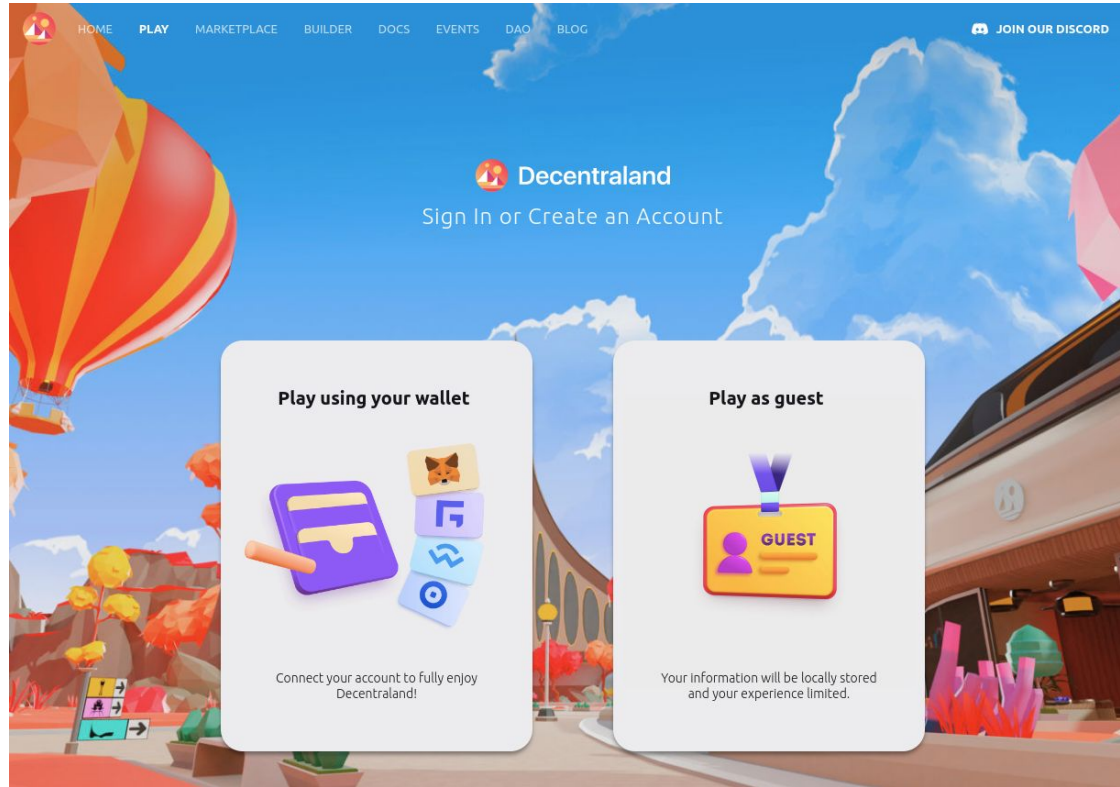 HOME PLAY MARKETPLACE BUILDER DOCS EVENTS DAO BLOG JOIN OUR DISCORD
Decentraland
Sign In or Create an Account
Play using your wallet
Connect your account to fully enjoy
Decentraland!
Play as guest
GUEST
Your information will be locally stored
and your experience limited.